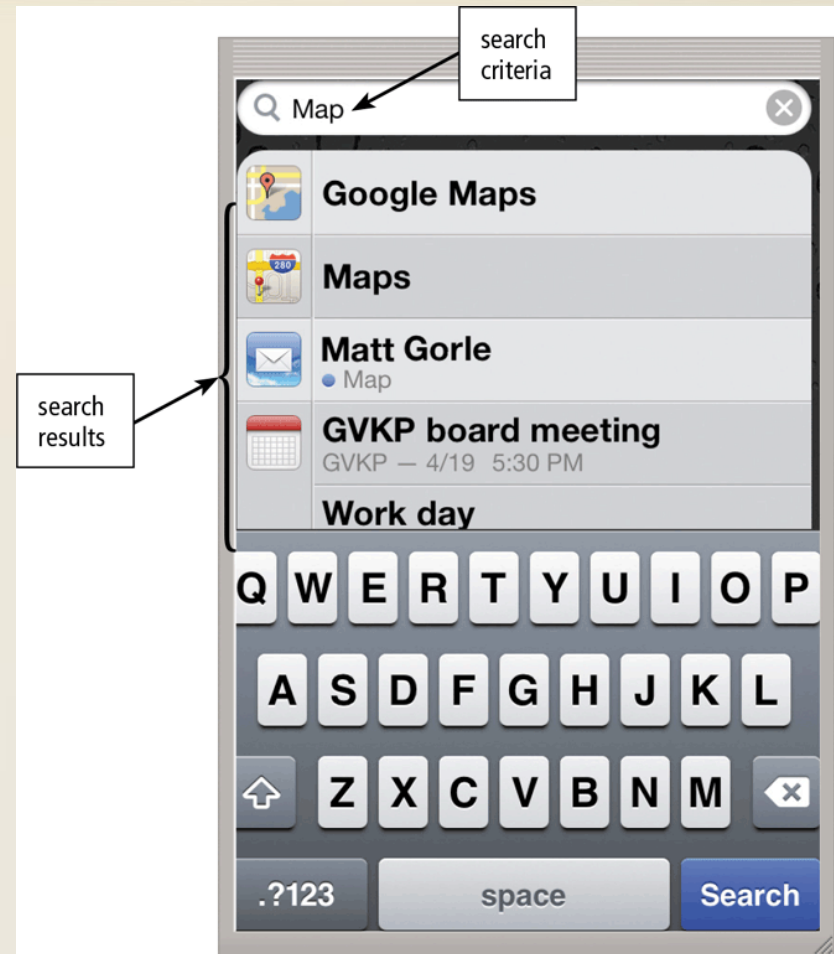 search
criteria
Map
Google Maps
Maps
280
Matt Gorle
Map
GVKP board meeting
GVKP — 4/19 5:30 PM
Work day
search
results
Q W E R T Y U I O P
A S D F G H J K L
Z X C V B N M
.?123 space Search